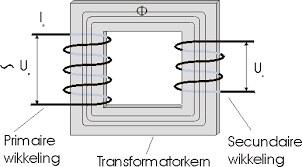 Φ
I.
U.
U.
Primaire
wikkeling
Transformatorkern
Secundaire
wikkeling